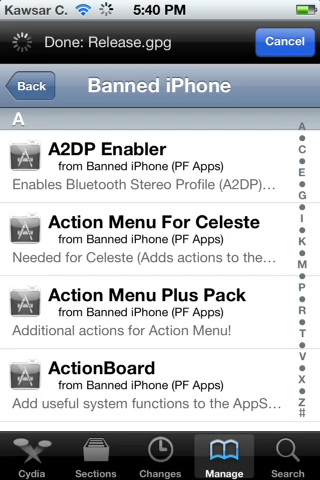 Kawsar C. 5:40 PM
Done: Release.gpg
Cancel
Back
Banned iPhone
A
A2DP Enabler
from Banned iPhone (PF Apps)
Enables Bluetooth Stereo Profile (A2DP)…
Action Menu For Celeste
from Banned iPhone (PF Apps)
Needed for Celeste (Adds actions to the…
Action Menu Plus Pack
from Banned iPhone (PF Apps)
Additional actions for Action Menu!
ActionBoard
from Banned iPhone (PF Apps)
Add useful system functions to the AppS…
A
C
E
G
I
K
M
P
R
T
V
X
Z
#
Cydia
Sections
Changes
Manage
Search